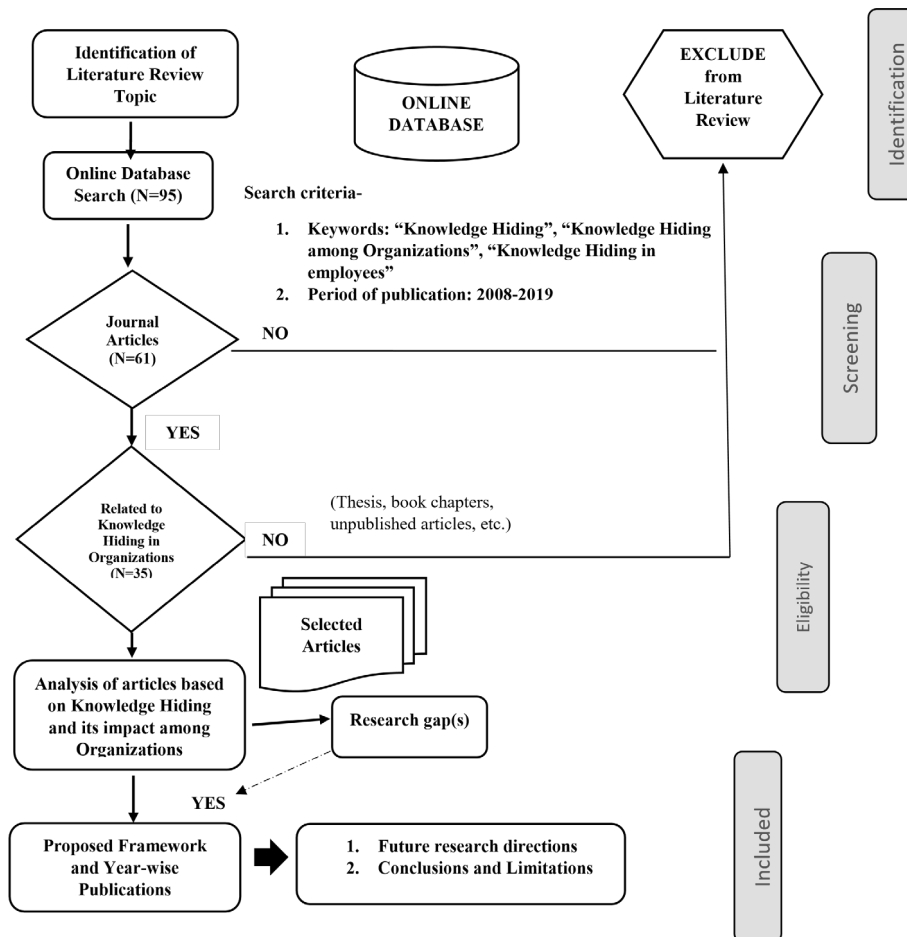 Identification of
Literature Review
Topic
ONLINE
DATABASE
EXCLUDE
from
Literature
Review
Identification
Online Database
Search (N=95)
Search criteria-
1. Keywords: “Knowledge Hiding”, “Knowledge Hiding
among Organizations”, “Knowledge Hiding in
employees”
2. Period of publication: 2008-2019
Journal
Articles
(N=61)
NO
Screening
YES
Related to
Knowledge
Hiding in
Organizations
(N=35)
NO
(Thesis, book chapters,
unpublished articles, etc.)
Eligibility
Selected
Articles
Analysis of articles based
on Knowledge Hiding
and its impact among
Organizations
Research gap(s)
YES
Proposed Framework
and Year-wise
Publications
1. Future research directions
2. Conclusions and Limitations
Included